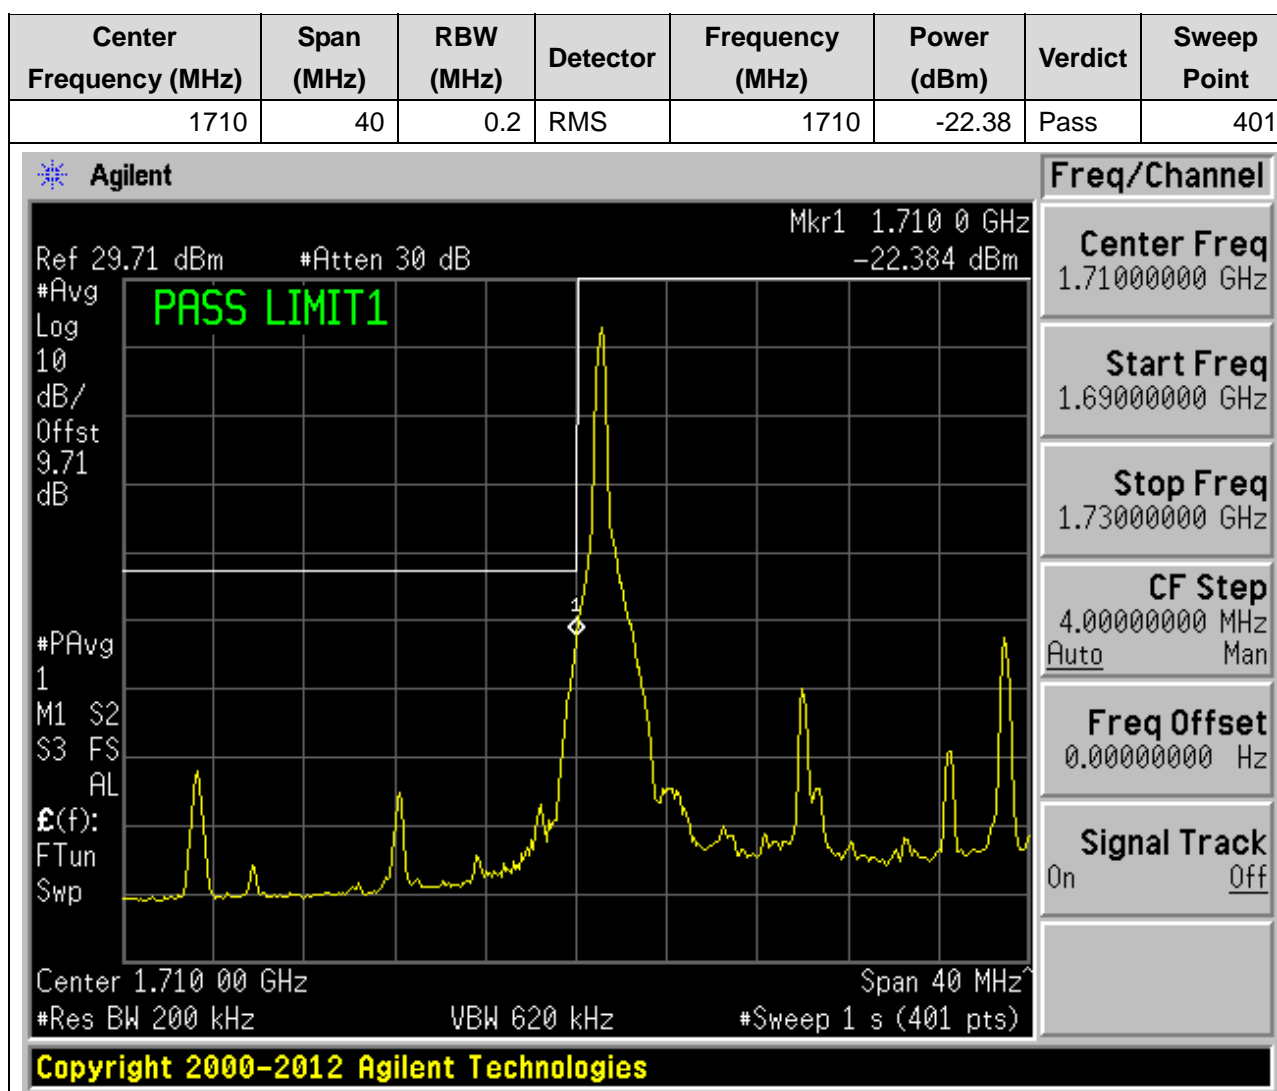 Center Frequency (MHz) Span (MHz) RBW (MHz) Detector Frequency (MHz) Power (dBm) Verdict Sweep Point
1710 40 0.2 RMS 1710 -22.38 Pass 401
Agilent
Freq/Channel
Mkr1 1.710 0 GHz
Ref 29.71 dBm #Atten 30 dB -22.384 dBm
#Avg
Log
10
dB/
Offst
9.71
dB
PASS LIMIT1
1
#PAvg
1
M1 S2
S3 FS
AL
£(f):
FTun
Swp
Center 1.710 00 GHz Span 40 MHz^
#Res BW 200 kHz VBW 620 kHz #Sweep 1 s (401 pts)
Center Freq
1.71000000 GHz
Start Freq
1.69000000 GHz
Stop Freq
1.73000000 GHz
CF Step
4.00000000 MHz
Auto Man
Freq Offset
0.00000000 Hz
Signal Track
On Off
Copyright 2000-2012 Agilent Technologies